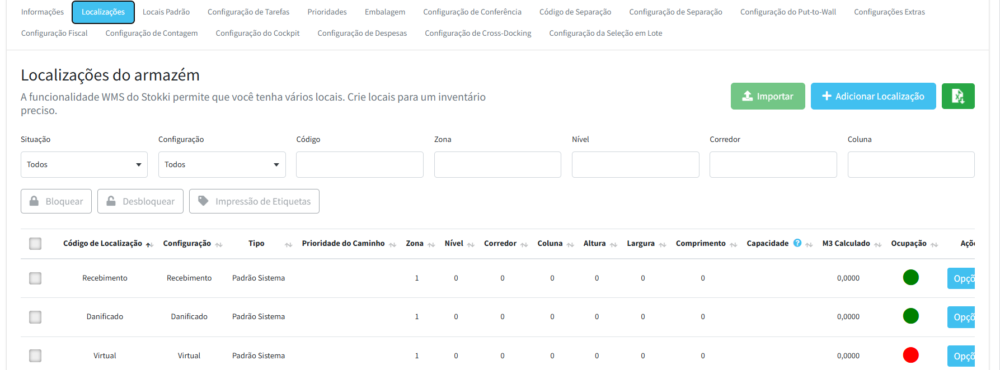 Informações Localizações Locais Padrão Configuração de Tarefas Prioridades Embalagem Configuração de Conferência Código de Separação Configuração de Separação Configuração do Put-to-Wall Configurações Extras
Configuração Fiscal Configuração de Contagem Configuração do Cockpit Configuração de Despesas Configuração de Cross-Docking Configuração da Seleção em Lote
Localizações do armazém
A funcionalidade WMS do Stokki permite que você tenha vários locais. Crie locais para um inventário
preciso.
Importar Adicionar Localização
Situação Configuração Código Zona Nível Corredor Coluna
Todos Todos
Bloquear Desbloquear Impressão de Etiquetas
Código de Localização Configuração Tipo Prioridade do Caminho Zona Nível Corredor Coluna Altura Largura Comprimento Capacidade ? M3 Calculado Ocupação Açõe
Recebimento Recebimento Padrão Sistema 1 0 0 0 0 0 0 0,0000 Opçõ
Danificado Danificado Padrão Sistema 1 0 0 0 0 0 0 0,0000 Opçõ
Virtual Virtual Padrão Sistema 1 0 0 0 0 0 0 0,0000 Opçõ